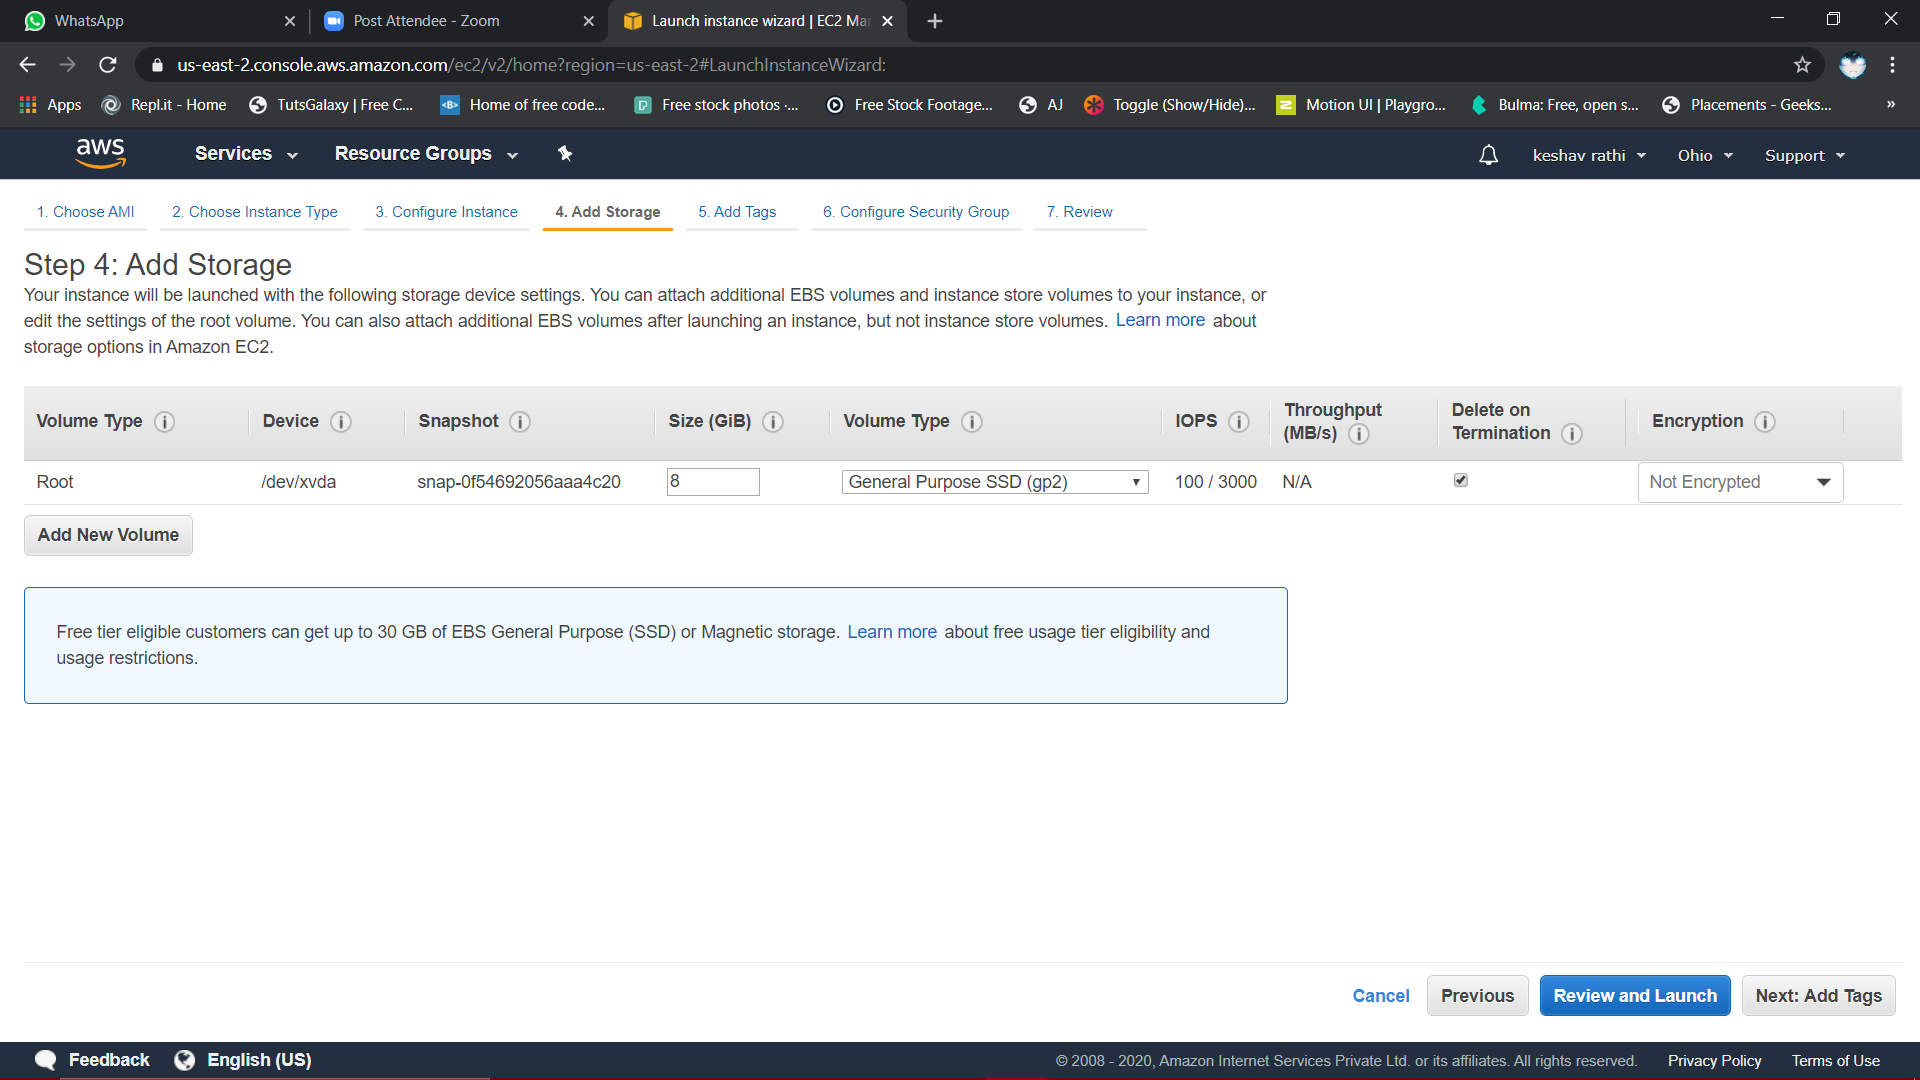 WhatsApp
Post Attendee - Zoom
Launch instance wizard | EC2 Ma
us-east-2.console.aws.amazon.com/ec2/v2/home?region=us-east-2#LaunchInstanceWizard:
Apps Repl.it - Home TutsGalaxy | Free C... Home of free code... Free stock photos ·... Free Stock Footage... AJ Toggle (Show/Hide)... Motion UI | Playgro... Bulma: Free, open s... Placements - Geeks... »
aws Services Resource Groups keshav rathi Ohio Support
1. Choose AMI 2. Choose Instance Type 3. Configure Instance 4. Add Storage 5. Add Tags 6. Configure Security Group 7. Review
Step 4: Add Storage
Your instance will be launched with the following storage device settings. You can attach additional EBS volumes and instance store volumes to your instance, or
edit the settings of the root volume. You can also attach additional EBS volumes after launching an instance, but not instance store volumes. Learn more about
storage options in Amazon EC2.
Volume Type i Device i Snapshot i Size (GiB) i Volume Type i IOPS i Throughput (MB/s) i Delete on Termination i Encryption i
Root /dev/xvda snap-0f54692056aaa4c20 8 General Purpose SSD (gp2) 100 / 3000 N/A Not Encrypted
Add New Volume
Free tier eligible customers can get up to 30 GB of EBS General Purpose (SSD) or Magnetic storage. Learn more about free usage tier eligibility and
usage restrictions.
Cancel Previous Review and Launch Next: Add Tags
Feedback English (US) © 2008 - 2020, Amazon Internet Services Private Ltd. or its affiliates. All rights reserved. Privacy Policy Terms of Use